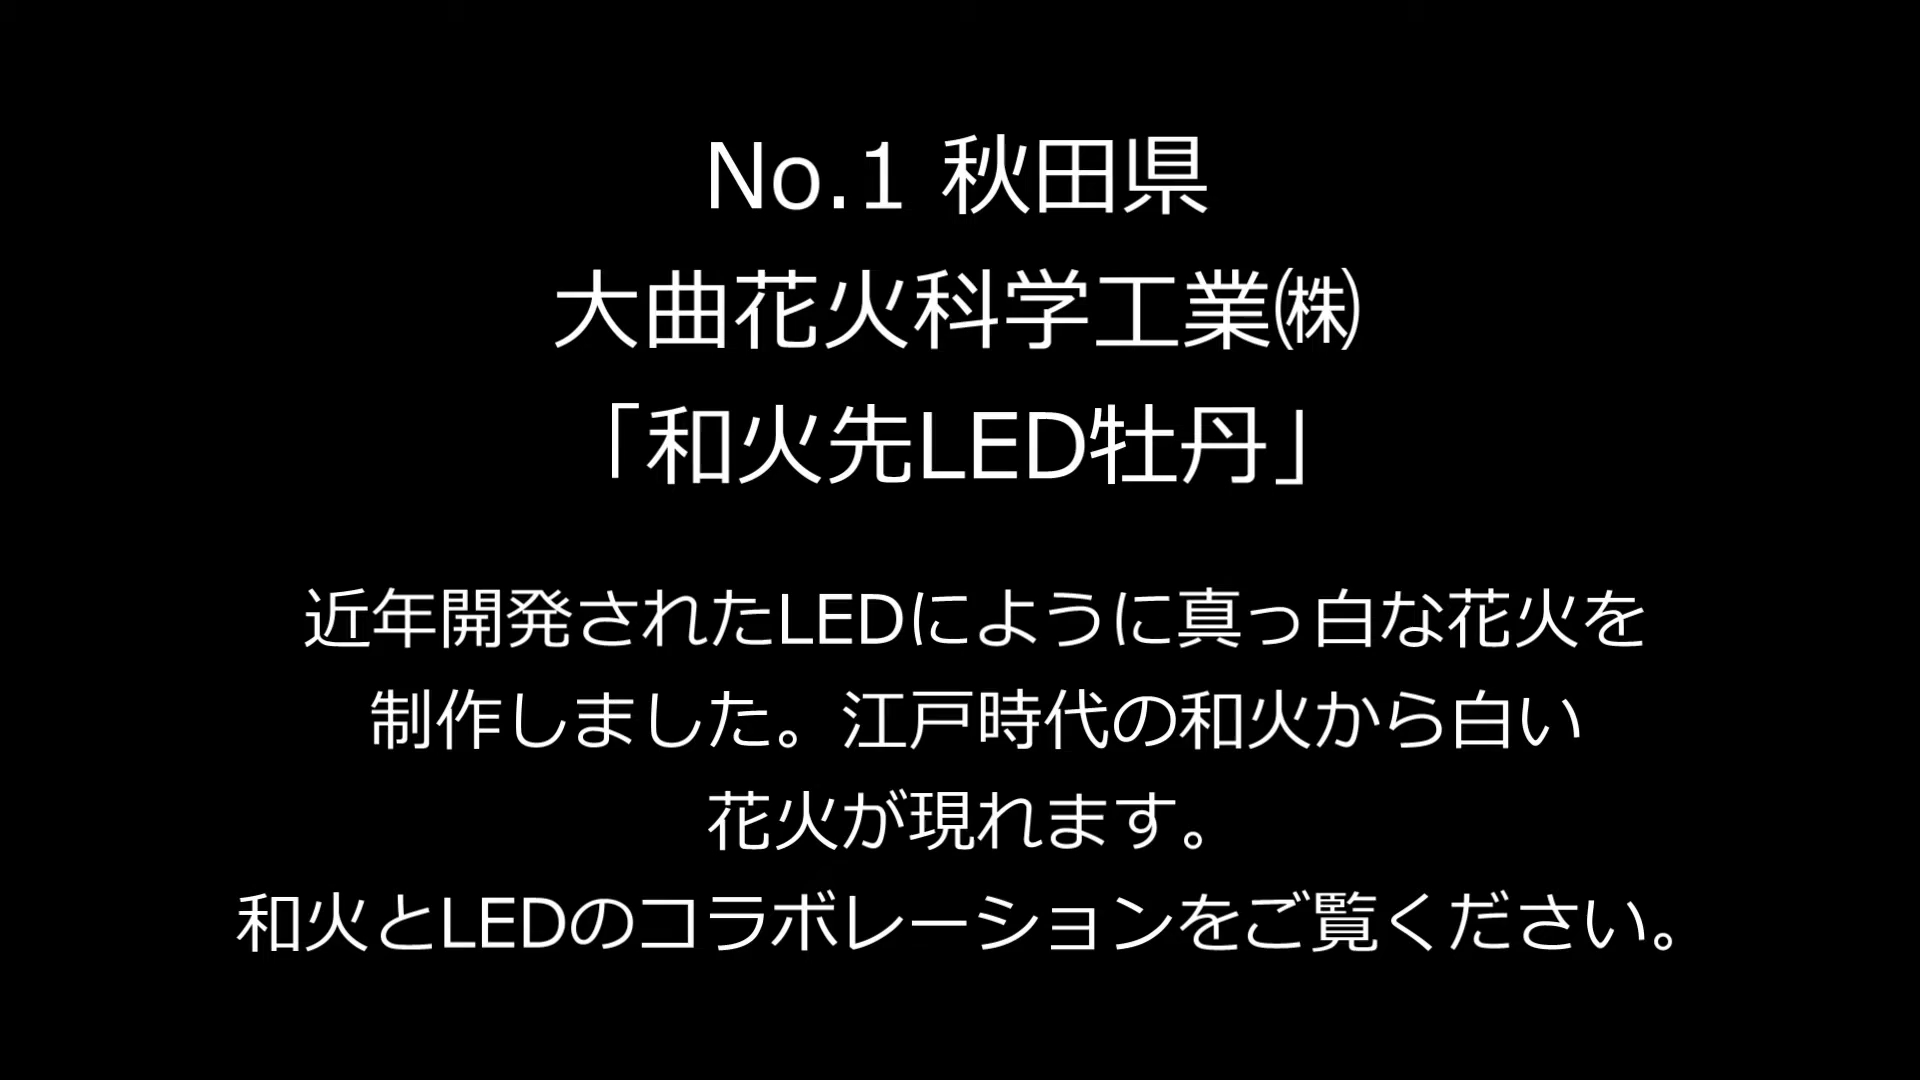 No.1 秋田県
大曲花火科学工業㈱
「和火先LED牡丹」
近年開発されたLEDにように真っ白な花火を
制作しました。江戸時代の和火から白い
花火が現れます。
和火とLEDのコラボレーションをご覧ください。